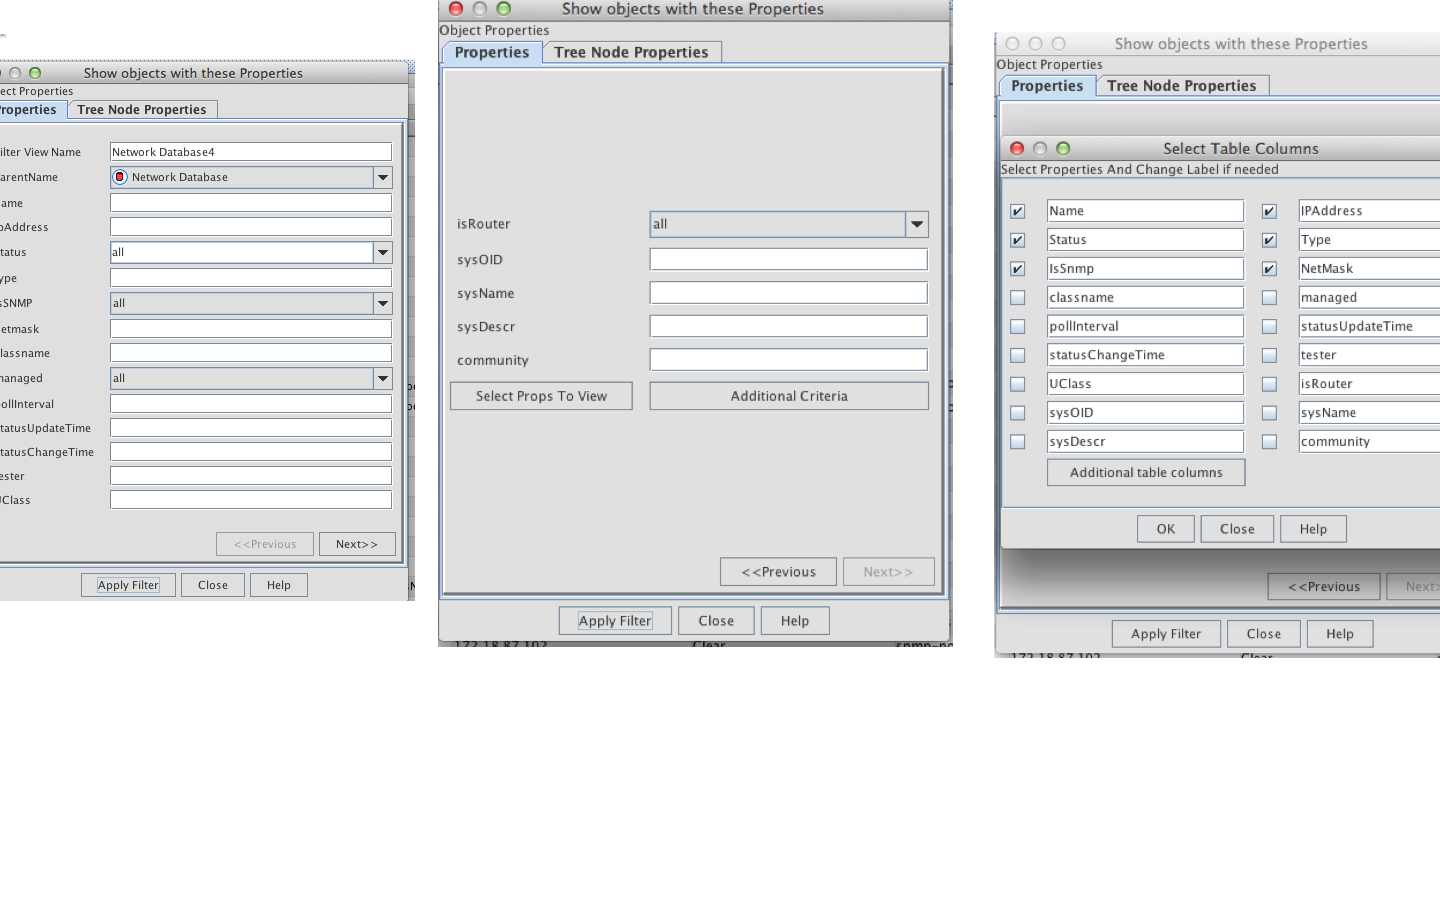 Show objects with these Properties
ect Properties
roperties
Tree Node Properties
ilter View Name
Network Database4
arentName
Network Database
ame
pAddress
tatus
all
ype
sSNMP
all
etmask
lassname
anaged
all
ollInterval
tatusUpdateTime
tatusChangeTime
ester
Class
<<Previous
Next>>
Apply Filter
Close
Help
Show objects with these Properties
Object Properties
Properties
Tree Node Properties
isRouter
all
sysOID
sysName
sysDescr
community
Select Props To View
Additional Criteria
<<Previous
Next>>
Apply Filter
Close
Help
172.18.87.102
Clear
snmp-no
Show objects with these Properties
Object Properties
Properties
Tree Node Properties
Select Table Columns
Select Properties And Change Label if needed
Name
IPAddress
Status
Type
IsSnmp
NetMask
classname
managed
pollInterval
statusUpdateTime
statusChangeTime
tester
UClass
isRouter
sysOID
sysName
sysDescr
community
Additional table columns
OK
Close
Help
<<Previous
Next>
Apply Filter
Close
Help
172.18.87.102
Clear